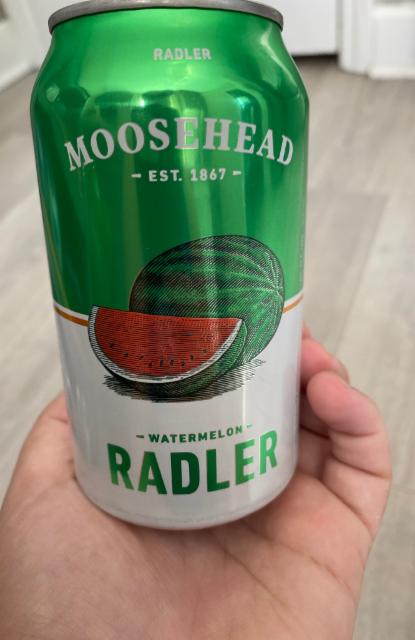 RADLER
MOOSEHEAD
- EST. 1867 -
- WATERMELON -
RADLER